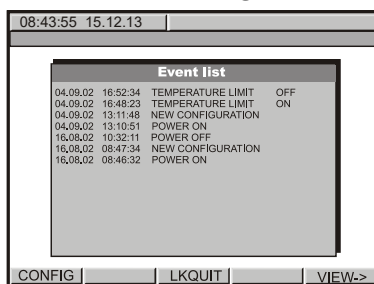 08:43:55 15.12.13
Event list
04.09.02 16:52:34 TEMPERATURE LIMIT OFF
04.09.02 16:48:23 TEMPERATURE LIMIT ON
04.09.02 13:11:48 NEW CONFIGURATION
04.09.02 13:10:51 POWER ON
16.08.02 10:32:11 POWER OFF
16.08.02 08:47:34 NEW CONFIGURATION
16.08.02 08:46:32 POWER ON
CONFIG LKQUIT VIEW->